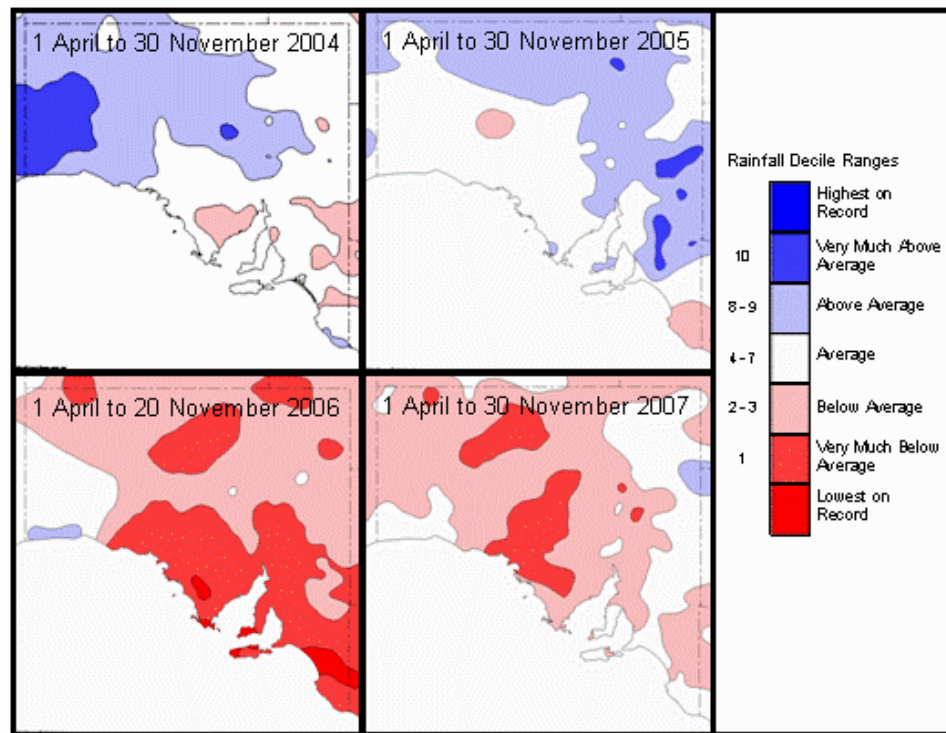 1 April to 30 November 2004
1 April to 30 November 2005
1 April to 20 November 2006
1 April to 30 November 2007
Rainfall Decile Ranges
Highest on
Record
10
Very Much Above
Average
8-9
Above Average
4-7
Average
2-3
Below Average
1
Very Much Below
Average
Lowest on
Record